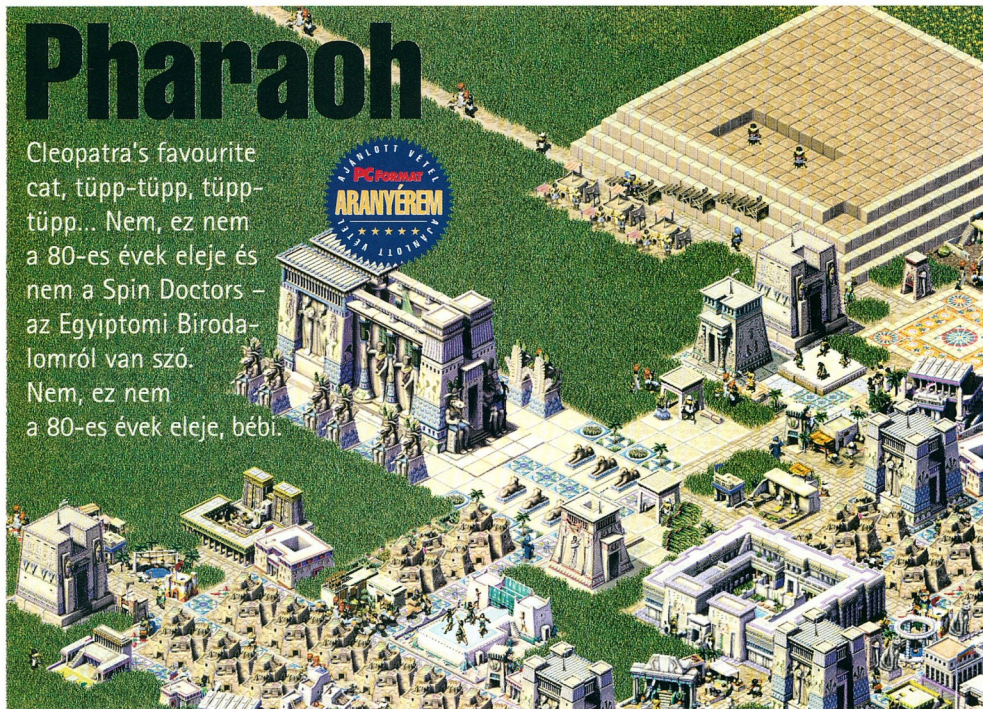 Pharaoh
Cleopatra's favourite
cat, tüpp-tüpp, tüpp-
tüpp... Nem, ez nem
a 80-es évek eleje és
nem a Spin Doctors –
az Egyiptomi Biroda-
lomról van szó.
Nem, ez nem
a 80-es évek eleje, bébi.
AJÁNLOTT VÉTEL
PC FORMAT
ARANYÉREM
AJÁNLOTT VÉTEL